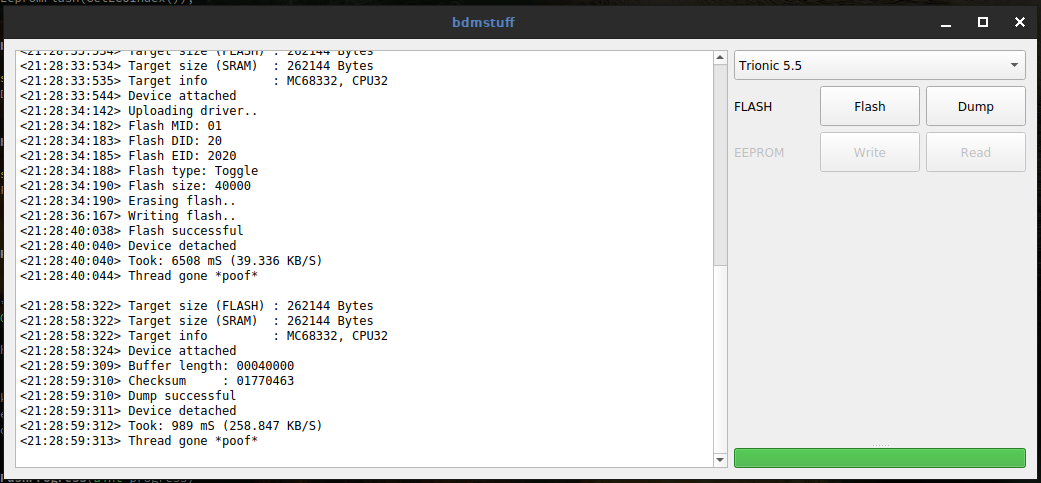 bdmstuff
<21:28:33:534> Target size (FLASH) : 262144 Bytes
<21:28:33:534> Target size (SRAM)  : 262144 Bytes
<21:28:33:535> Target info         : MC68332, CPU32
<21:28:33:544> Device attached
<21:28:34:142> Uploading driver..
<21:28:34:182> Flash MID: 01
<21:28:34:183> Flash DID: 20
<21:28:34:185> Flash EID: 2020
<21:28:34:188> Flash type: Toggle
<21:28:34:190> Flash size: 40000
<21:28:34:190> Erasing flash..
<21:28:36:167> Writing flash..
<21:28:40:038> Flash successful
<21:28:40:040> Device detached
<21:28:40:040> Took: 6508 mS (39.336 KB/S)
<21:28:40:044> Thread gone *poof*
<21:28:58:322> Target size (FLASH) : 262144 Bytes
<21:28:58:322> Target size (SRAM)  : 262144 Bytes
<21:28:58:322> Target info         : MC68332, CPU32
<21:28:58:324> Device attached
<21:28:59:309> Buffer length: 00040000
<21:28:59:310> Checksum     : 01770463
<21:28:59:310> Dump successful
<21:28:59:311> Device detached
<21:28:59:312> Took: 989 mS (258.847 KB/S)
<21:28:59:313> Thread gone *poof*
Trionic 5.5
FLASH Flash Dump
EEPROM Write Read